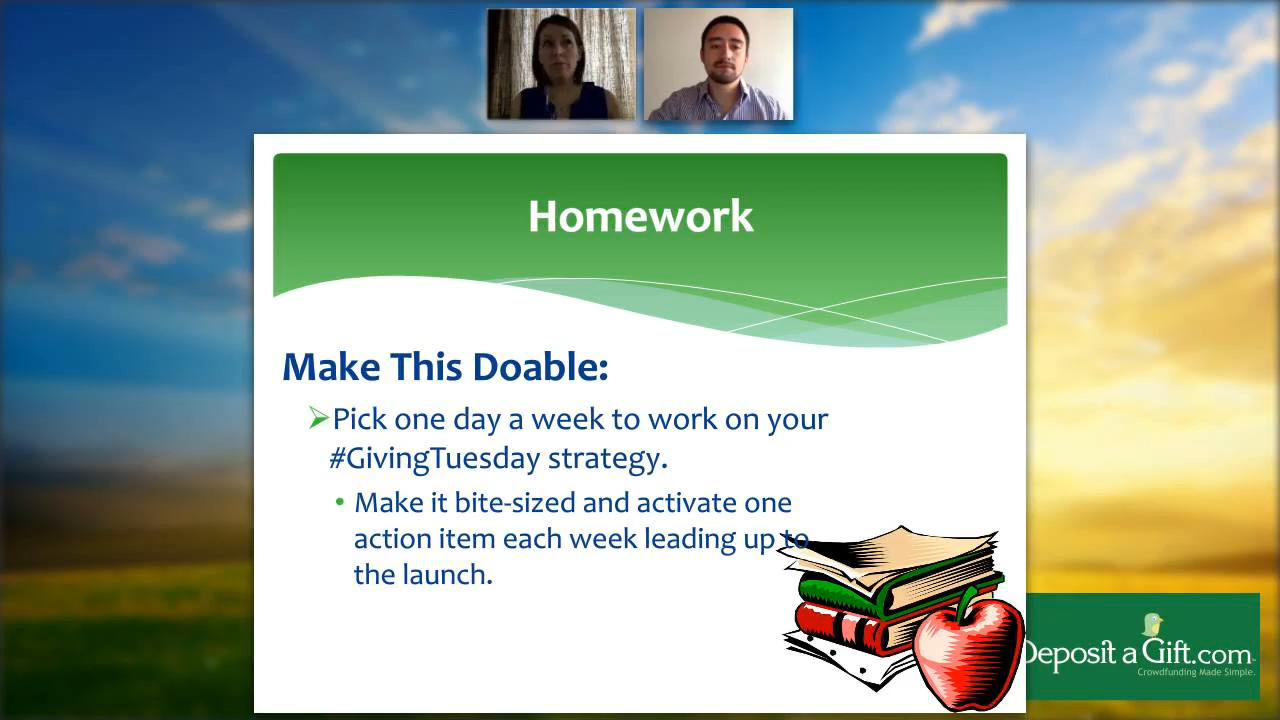 Homework
Make This Doable:
Pick one day a week to work on your
#GivingTuesday strategy.
Make it bite-sized and activate one
action item each week leading up to
the launch.
Deposit a Gift.com
Crowdfunding Made Simple.